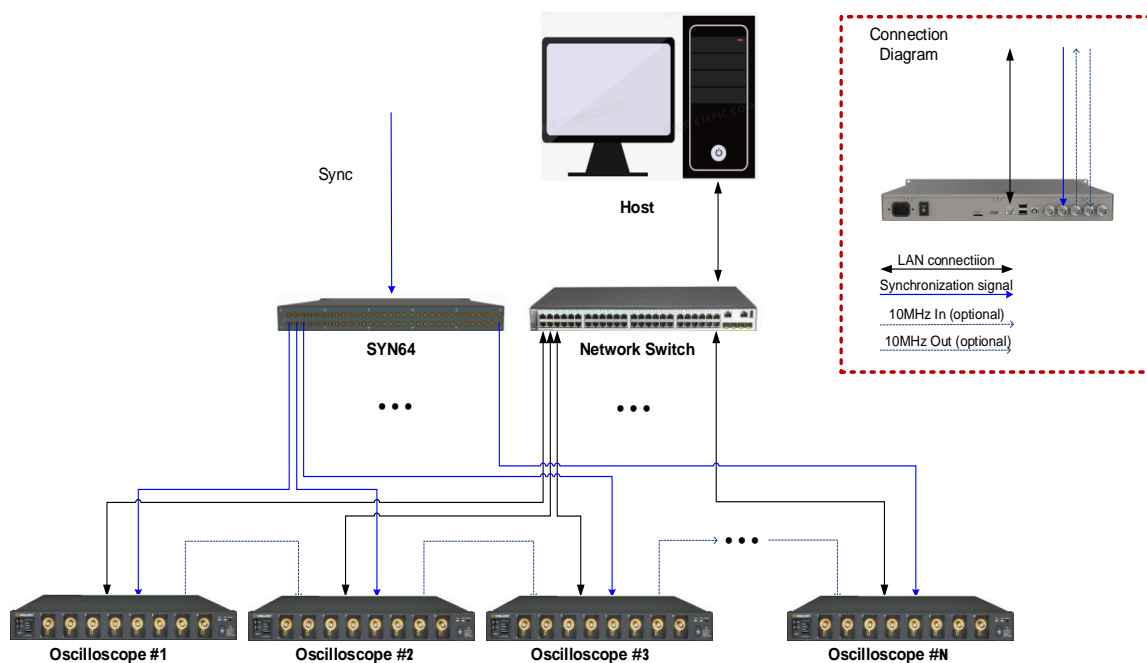 Connection
Diagram
Sync
Host
LAN connectiion
Synchronization signal
10MHz In (optional)
10MHz Out (optional)
SYN64
Network Switch
Oscilloscope #1
Oscilloscope #2
Oscilloscope #3
Oscilloscope #N